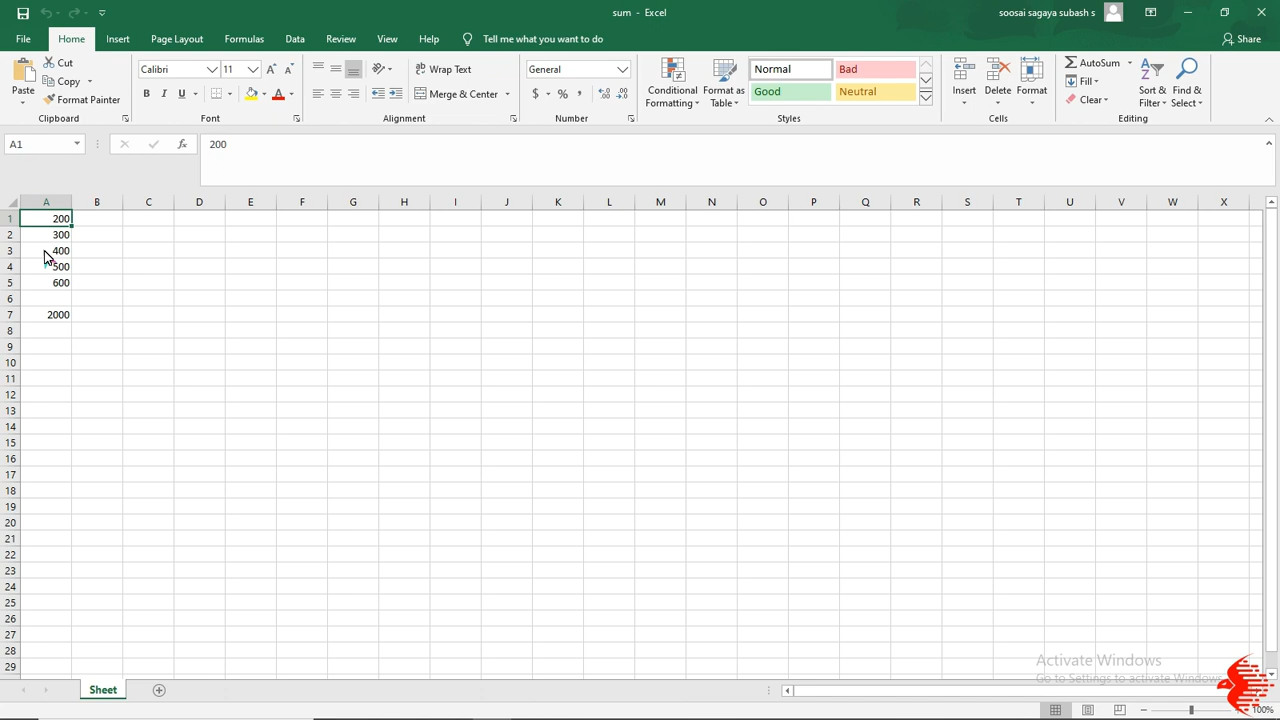 sum - Excel
soosai sagaya subash s
File Home Insert Page Layout Formulas Data Review View Help Tell me what you want to do Share
Paste
Cut
Copy
Format Painter
Clipboard
Calibri 11
B I U
Font
Wrap Text
Merge & Center
Alignment
General
$ % ,
Number
Conditional Formatting
Format as Table
Normal Bad
Good Neutral
Styles
Insert Delete Format
Cells
AutoSum
Fill
Clear
Sort & Filter
Find & Select
Editing
A1 fx 200
A B C D E F G H I J K L M N O P Q R S T U V W X
1 200
2 300
3 400
4 500
5 600
6
7 2000
8
9
10
11
12
13
14
15
16
17
18
19
20
21
22
23
24
25
26
27
28
29
Activate Windows
Go to Settings to activate Windows
Sheet
100%